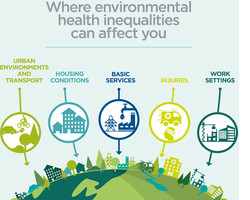 Where environmental
health inequalities
can affect you
URBAN
ENVIRONMENTS
AND
TRANSPORT
HOUSING
CONDITIONS
BASIC
SERVICES
INJURIES
WORK
SETTINGS